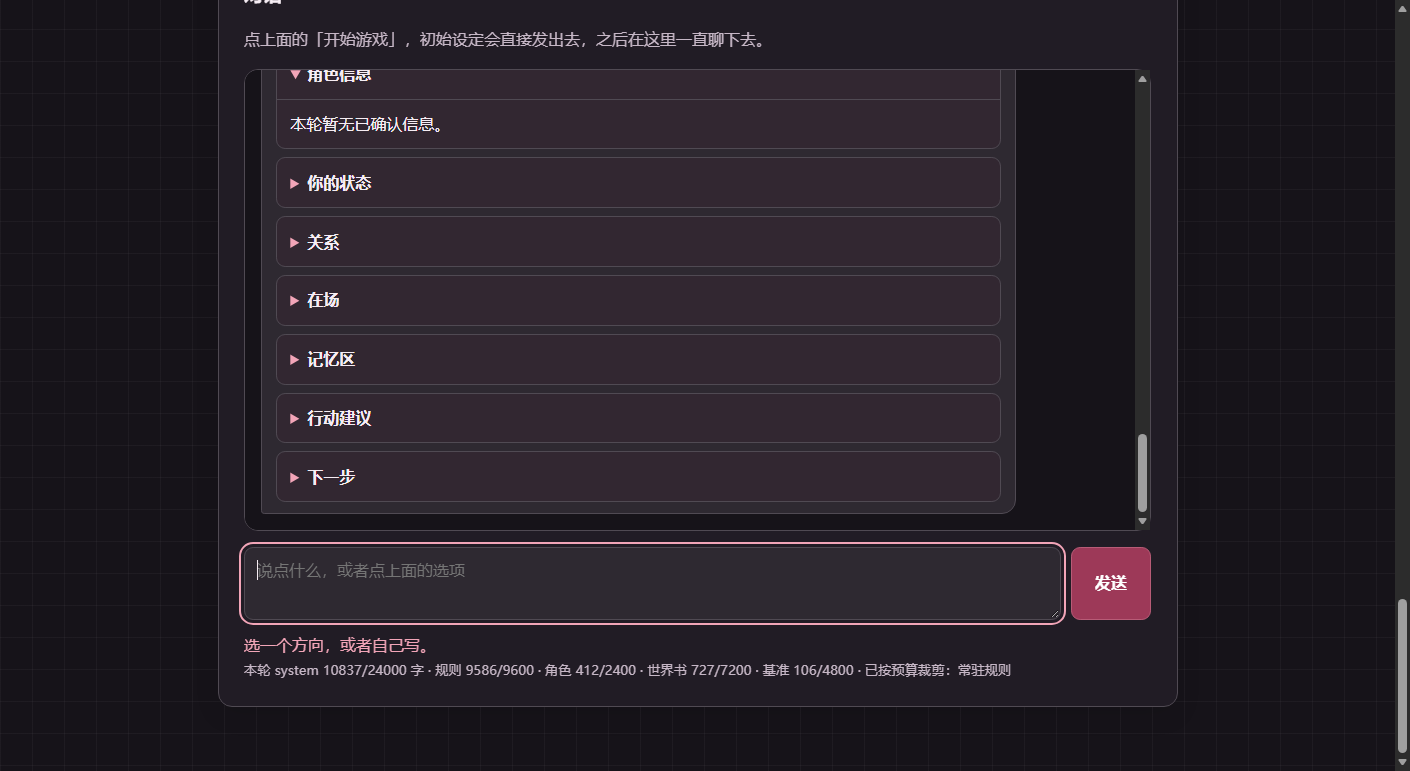 点上面的「开始游戏」，初始设定会直接发出去，之后在这里一直聊下去。
角色信息
本轮暂无已确认信息。
你的状态
关系
在场
记忆区
行动建议
下一步
说点什么，或者点上面的选项
发送
选一个方向，或者自己写。
本轮 system 10837/24000 字 · 规则 9586/9600 · 角色 412/2400 · 世界书 727/7200 · 基准 106/4800 · 已按预算裁剪：常驻规则